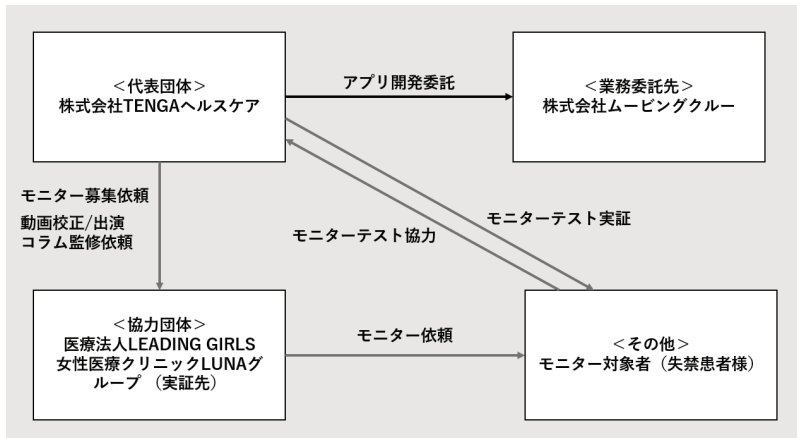 ＜代表団体＞
株式会社TENGAヘルスケア
アプリ開発委託
＜業務委託先＞
株式会社ムービングクルー
モニター募集依頼
動画校正/出演
コラム監修依頼
モニターテスト協力
モニターテスト実証
＜協力団体＞
医療法人LEADING GIRLS
女性医療クリニックLUNAグ
ループ （実証先）
モニター依頼
＜その他＞
モニター対象者（失禁患者様）